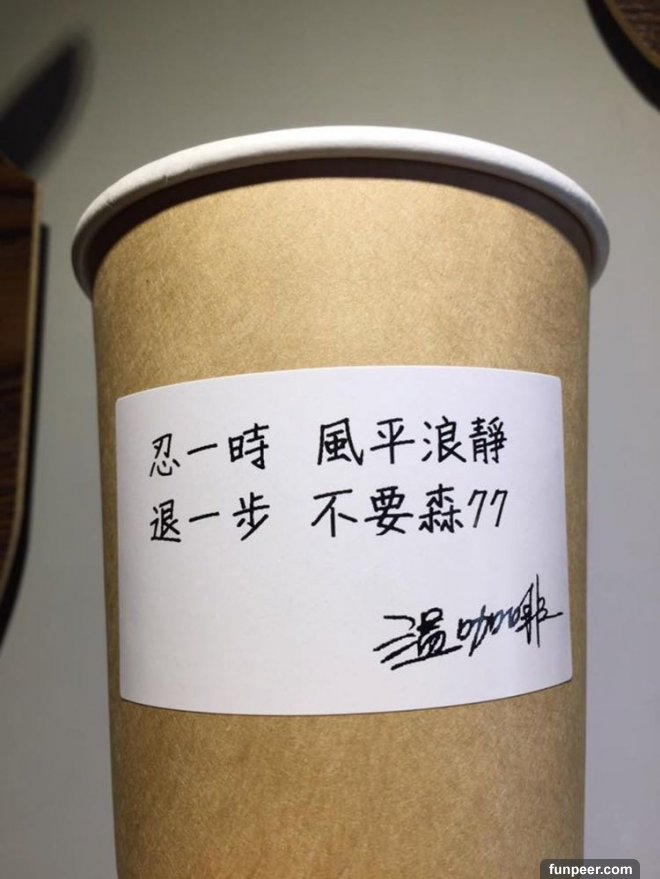 忍一時 風平浪靜
退一步 不要森77
溫咖啡
funpeer.com